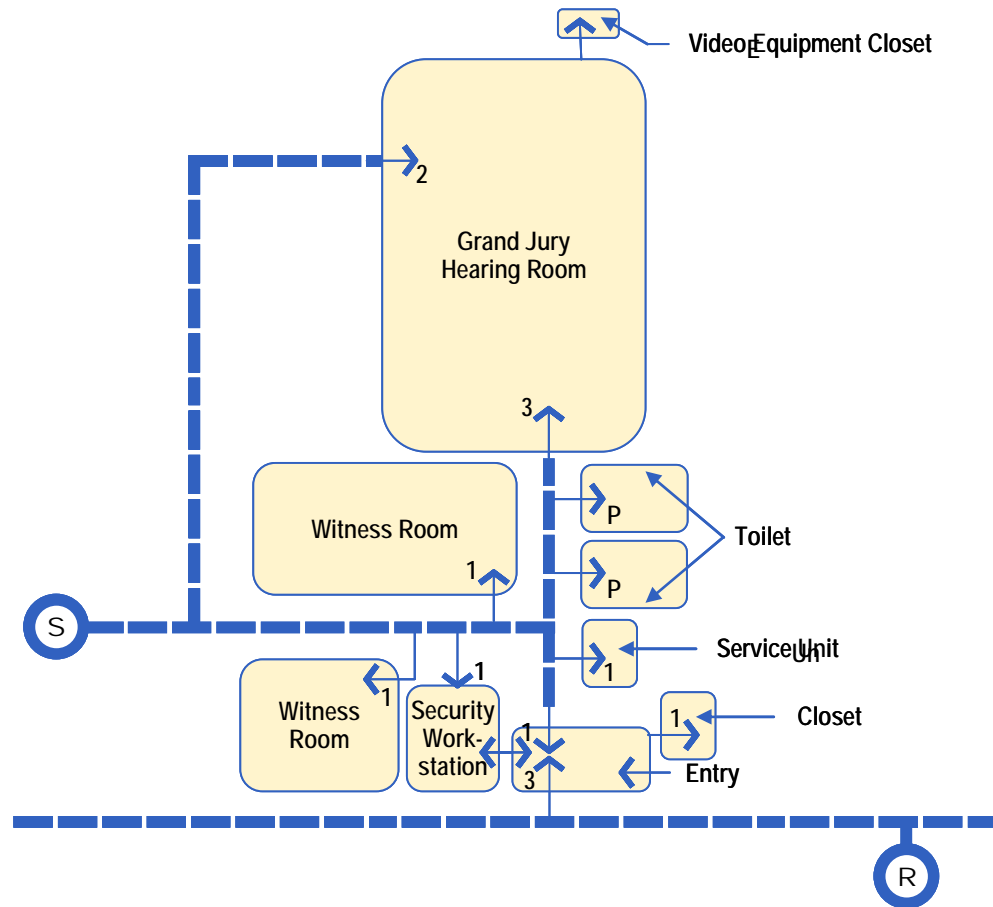 Video Equipment Closet
2
Grand Jury
Hearing Room
3
P
Witness Room
Toilet
1
P
S
Service Unit
1
1
1
Witness
Room
Security
Work-
station
1
Closet
1
3
Entry
R